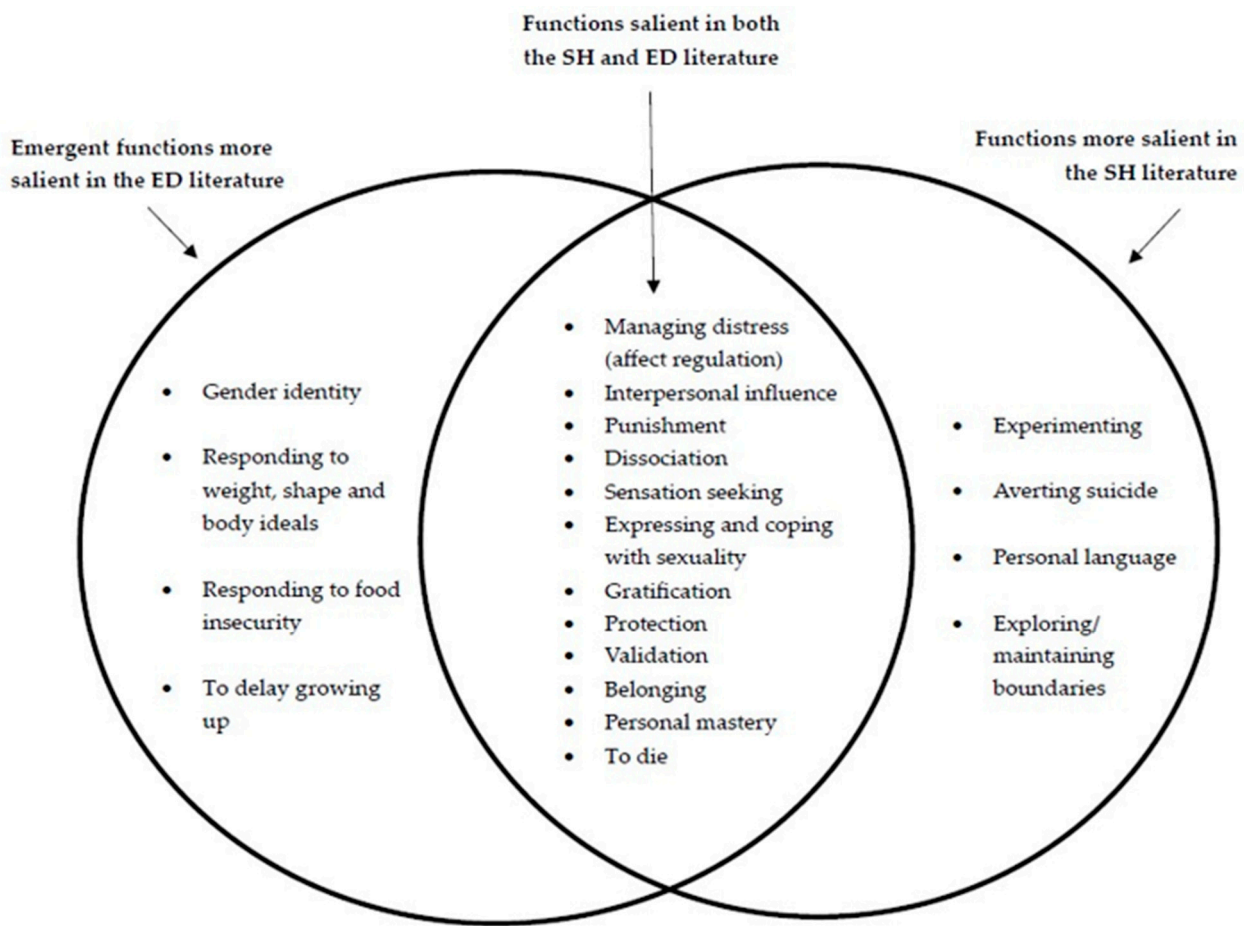 Functions salient in both
the SH and ED literature
Emergent functions more
salient in the ED literature
Functions more salient in
the SH literature
• Gender identity
• Responding to
weight, shape and
body ideals
• Responding to food
insecurity
• To delay growing
up
• Managing distress
(affect regulation)
• Interpersonal influence
• Punishment
• Dissociation
• Sensation seeking
• Expressing and coping
with sexuality
• Gratification
• Protection
• Validation
• Belonging
• Personal mastery
• To die
• Experimenting
• Averting suicide
• Personal language
• Exploring/
maintaining
boundaries